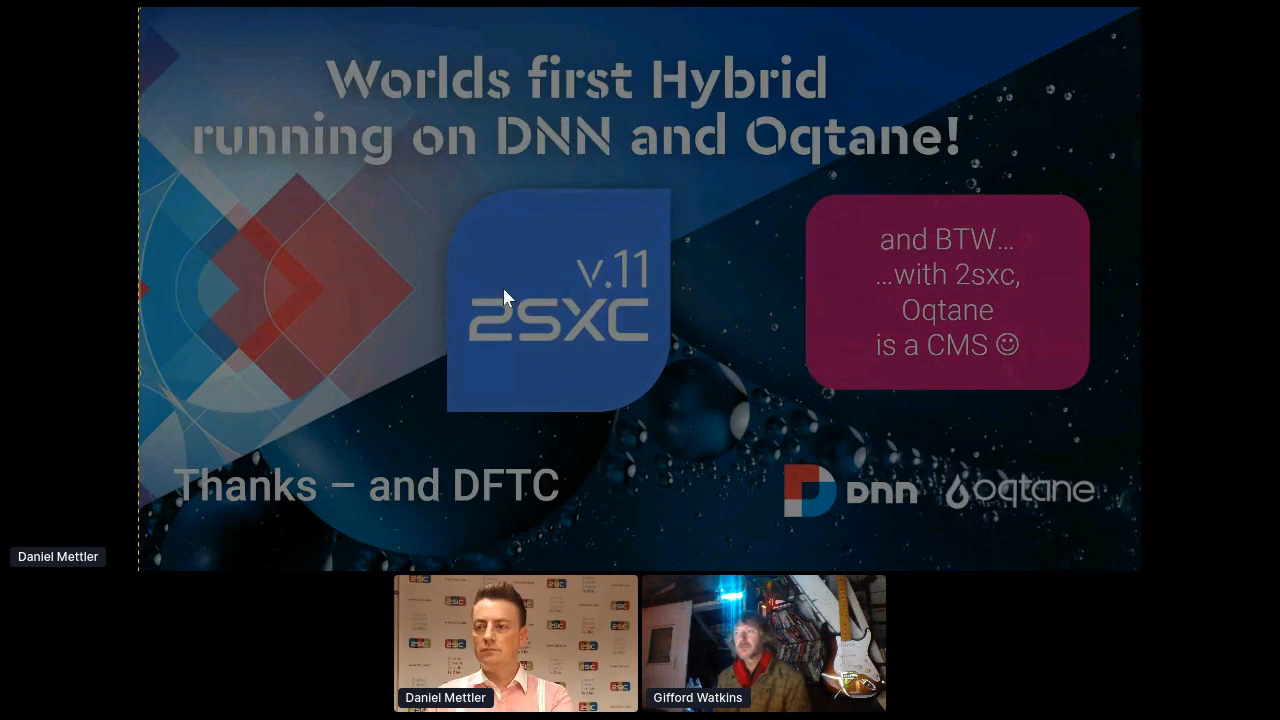 Worlds first Hybrid
running on DNN and Oqtane!
v.11
2SXC
and BTW...
...with 2sxc,
Oqtane
is a CMS ☺
Thanks – and DFTC
DNN
oqtane
Daniel Mettler
Daniel Mettler
Gifford Watkins
2SIC